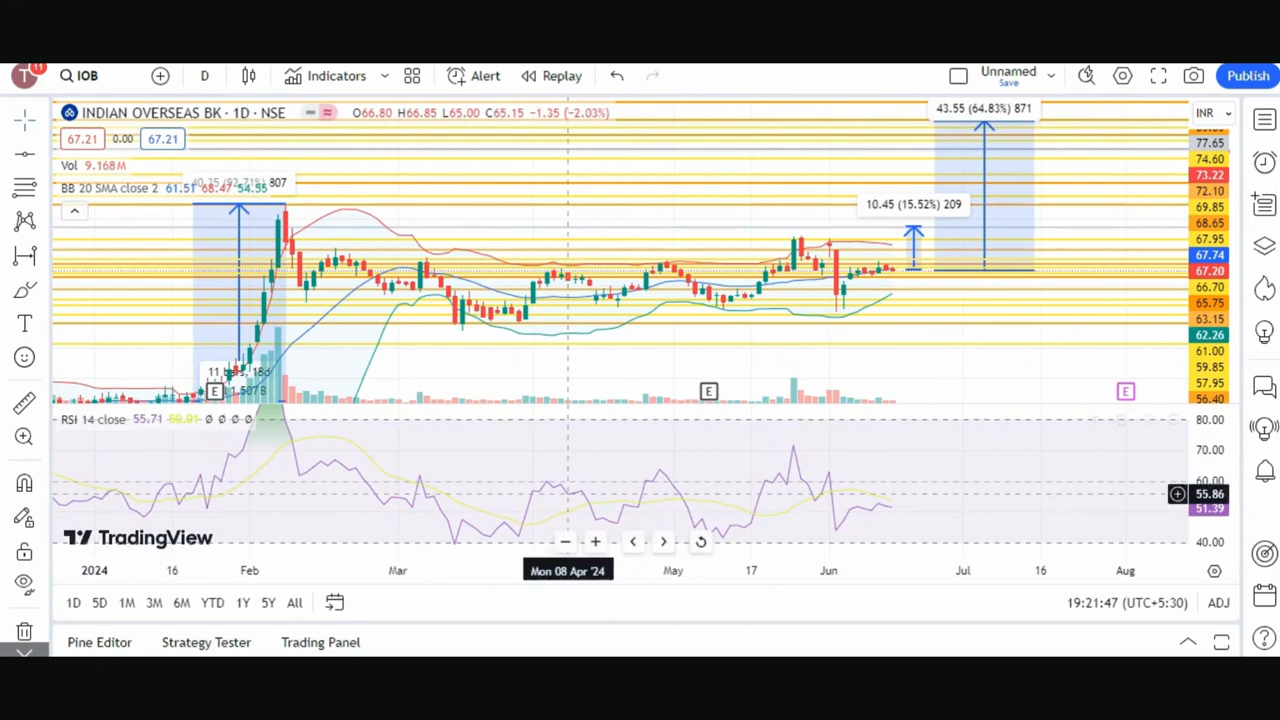 T 11 IOB D Indicators Alert Replay Unnamed Save Publish
43.55 (64.83%) 871
INDIAN OVERSEAS BK · 1D · NSE O66.80 H66.85 L65.00 C65.15 −1.35 (−2.03%) INR
67.21 0.00 67.21
77.65
Vol 9.168M
74.60
73.22
BB 20 SMA close 2 61.51 68.47 54.55 807
72.10
10.45 (15.52%) 209
69.85
68.65
67.95
67.74
67.20
66.70
65.75
63.15
62.26
61.00
59.85
11 bars, 18d
57.95
E 1.507B E E
56.40
RSI 14 close 55.71 Ø Ø Ø Ø
80.00
70.00
60.00
55.86
51.39
TradingView
40.00
2024 16 Feb Mar Mon 08 Apr '24 May 17 Jun Jul 16 Aug
1D 5D 1M 3M 6M YTD 1Y 5Y All 19:21:47 (UTC+5:30) ADJ
Pine Editor Strategy Tester Trading Panel